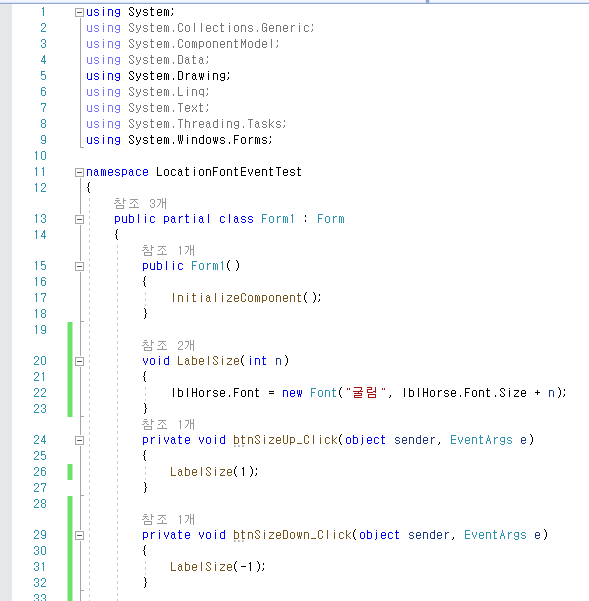 1 using System;
2 using System.Collections.Generic;
3 using System.ComponentModel;
4 using System.Data;
5 using System.Drawing;
6 using System.Linq;
7 using System.Text;
8 using System.Threading.Tasks;
9 using System.Windows.Forms;
10
11 namespace LocationFontEventTest
12 {
참조 3개
13 public partial class Form1 : Form
14 {
참조 1개
15 public Form1()
16 {
17 InitializeComponent();
18 }
19
참조 2개
20 void LabelSize(int n)
21 {
22 lblHorse.Font = new Font("굴림", lblHorse.Font.Size + n);
23 }
참조 1개
24 private void btnSizeUp_Click(object sender, EventArgs e)
25 {
26 LabelSize(1);
27 }
28
참조 1개
29 private void btnSizeDown_Click(object sender, EventArgs e)
30 {
31 LabelSize(-1);
32 }
33